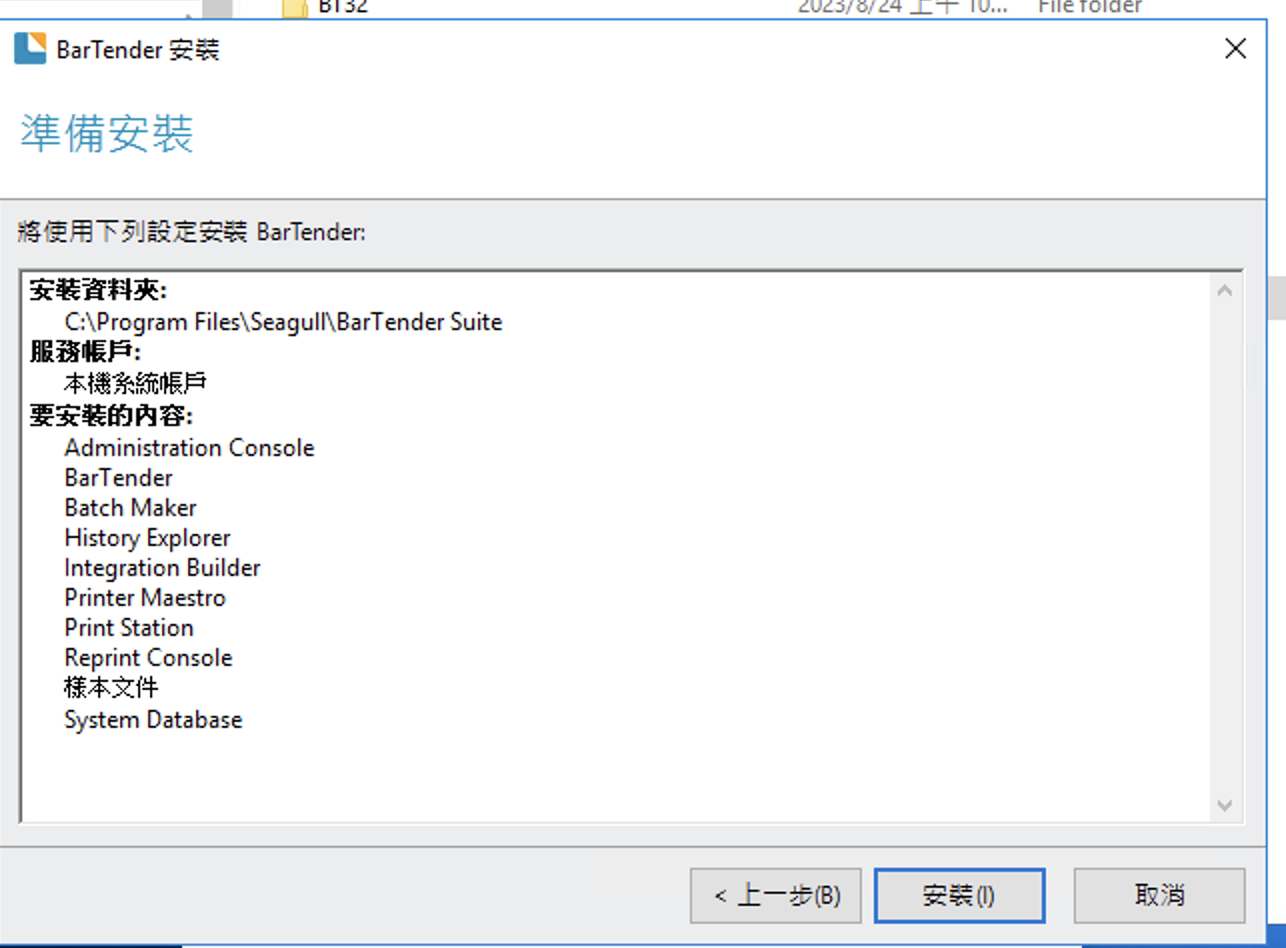 BT32 2023/8/24 上午 10... File folder
BarTender 安裝
準備安裝
將使用下列設定安裝 BarTender:
安裝資料夾:
C:\Program Files\Seagull\BarTender Suite
服務帳戶:
本機系統帳戶
要安裝的內容:
Administration Console
BarTender
Batch Maker
History Explorer
Integration Builder
Printer Maestro
Print Station
Reprint Console
樣本文件
System Database
< 上一步(B) 安裝(I) 取消